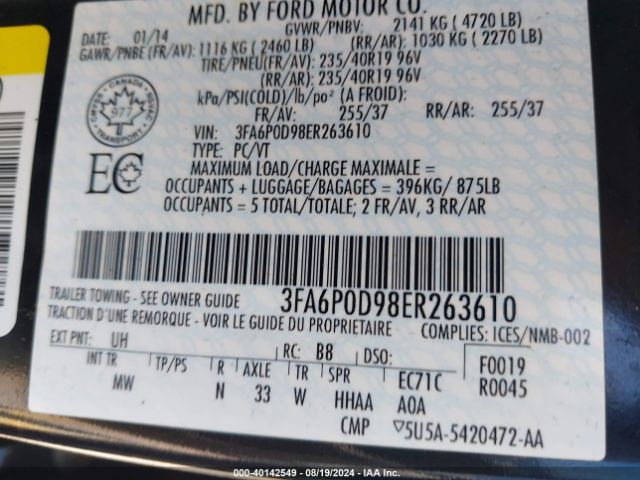 MFD. BY FORD MOTOR CO.
DATE: 01/14 GVWR/PNBV: 2141 KG ( 4720 LB)
GAWR/PNBE (FR/AV): 1116 KG ( 2460 LB) (RR/AR): 1030 KG ( 2270 LB)
TIRE/PNEU(FR/AV): 235/40R19 96V
(RR/AR): 235/40R19 96V
kPa/PSI(COLD)/lb/po² (A FROID):
FR/AV: 255/37 RR/AR: 255/37
CANADA
977
TRANSPORT
VIN: 3FA6P0D98ER263610
TYPE: PC/VT
EC
MAXIMUM LOAD/CHARGE MAXIMALE =
OCCUPANTS + LUGGAGE/BAGAGES = 396KG/ 875LB
OCCUPANTS = 5 TOTAL/TOTALE; 2 FR/AV, 3 RR/AR
TRAILER TOWING - SEE OWNER GUIDE 3FA6P0D98ER263610
TRACTION D'UNE REMORQUE - VOIR LE GUIDE DU PROPRIETAIRE
COMPLIES: ICES/NMB-002
EXT PNT: UH RC: B8 DSO: F0019
INT TR TP/PS R AXLE TR SPR EC71C R0045
MW N 33 W HHAA A0A
CMP 5U5A-5420472-AA
000-40142549 - 08/19/2024 - IAA Inc.